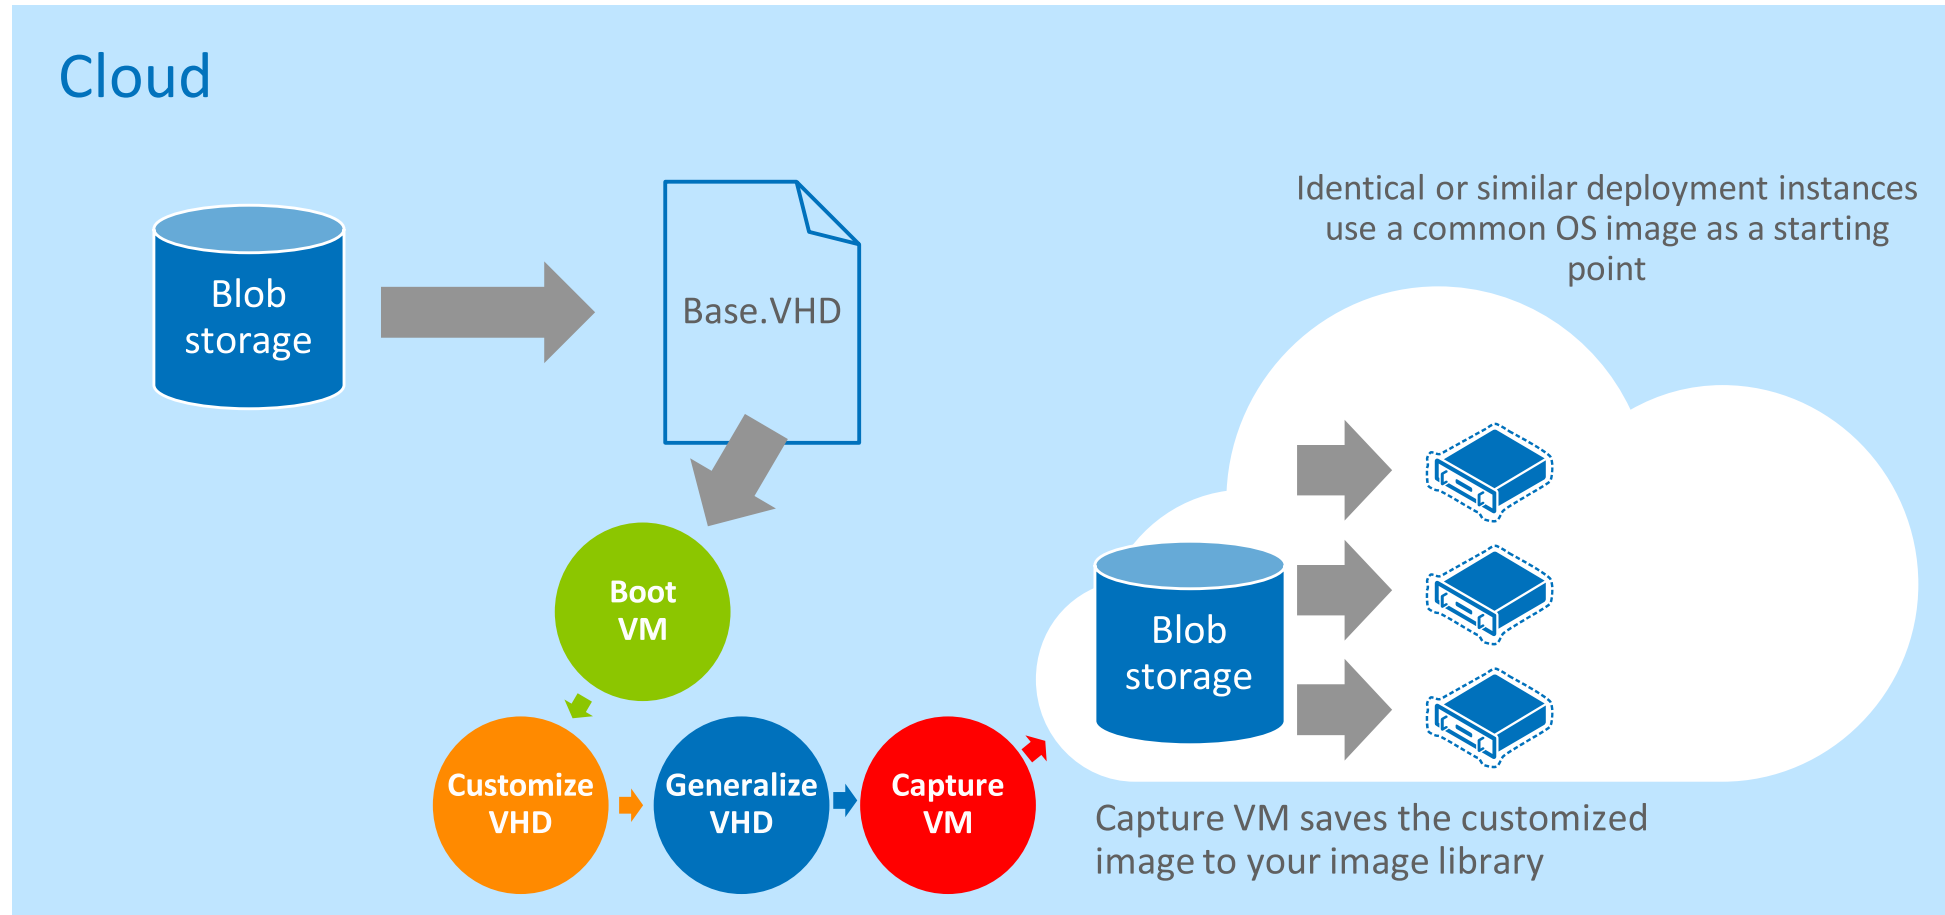 Cloud
Identical or similar deployment instances
use a common OS image as a starting
point
Blob
storage
Base.VHD
Boot
VM
Blob
storage
Customize
VHD
Generalize
VHD
Capture
VM
Capture VM saves the customized
image to your image library